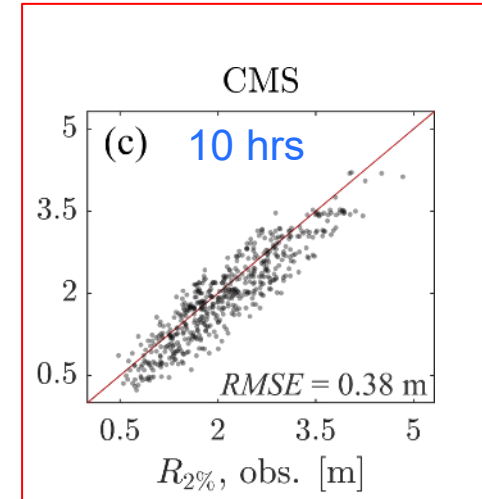 CMS
(c) 10 hrs
5
3.5
2
0.5
RMSE = 0.38 m
0.5 2 3.5 5
R2%, obs. [m]